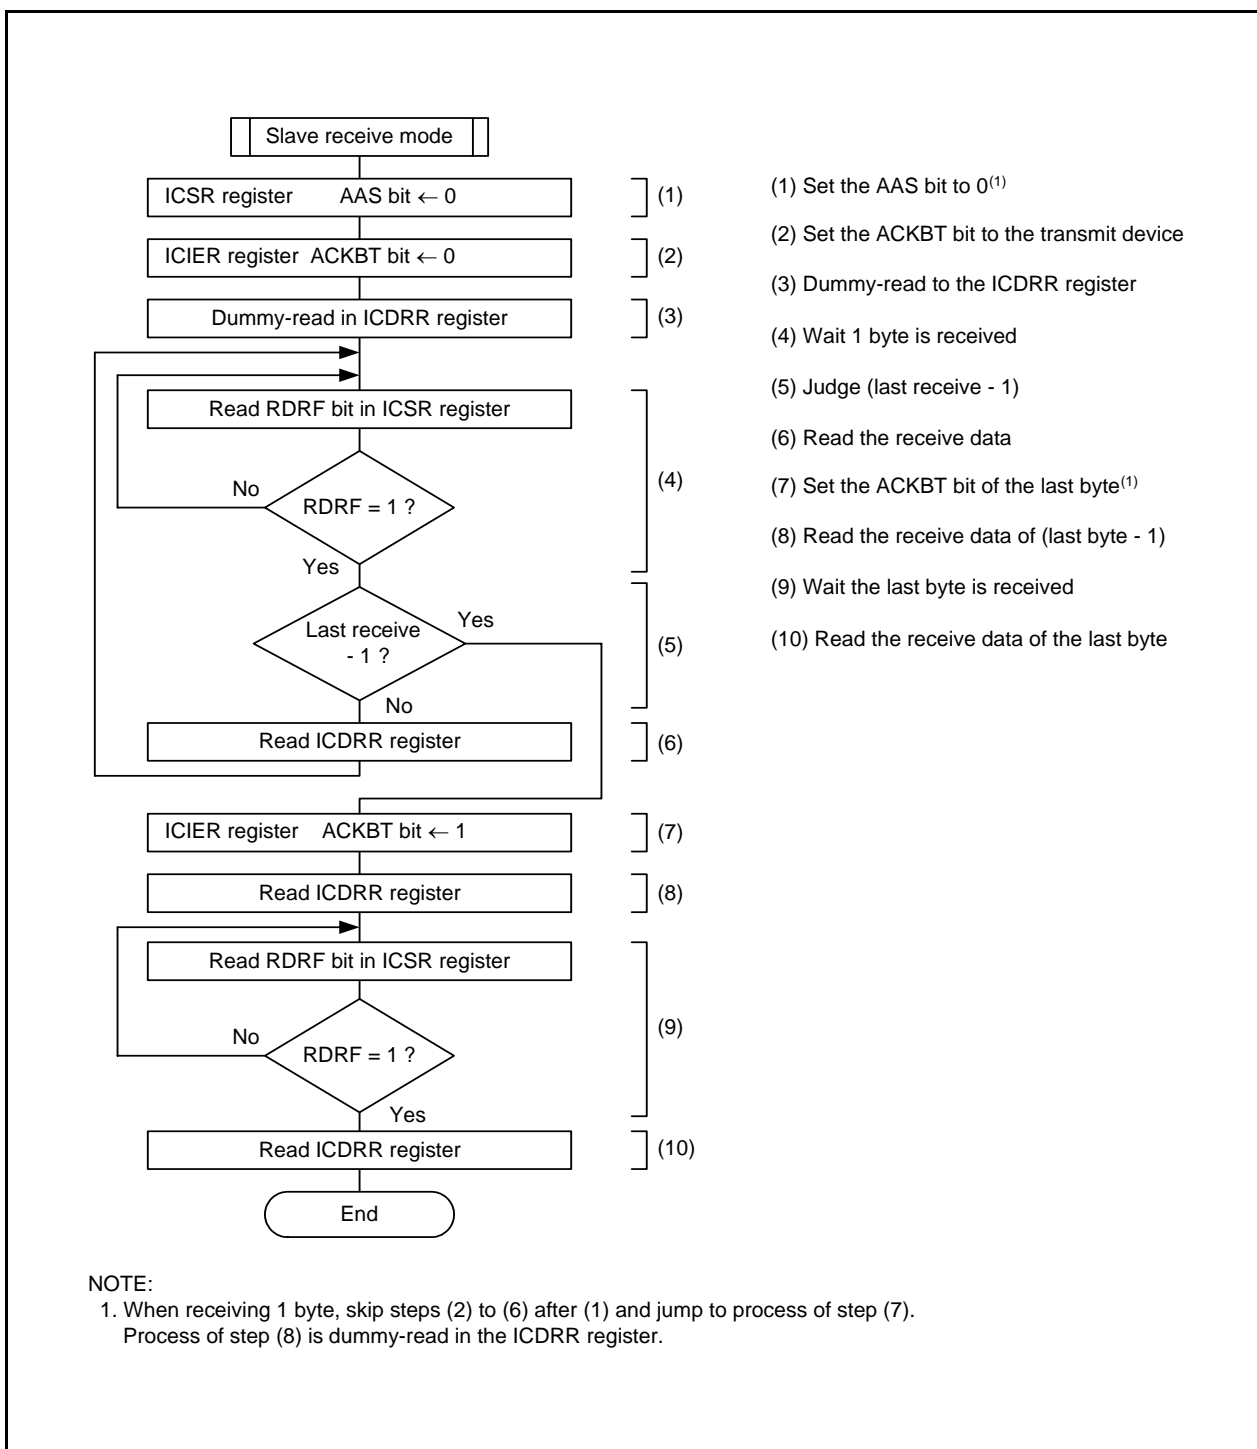 Slave receive mode
ICSR register AAS bit ← 0
(1)
ICIER register ACKBT bit ← 0
(2)
Dummy-read in ICDRR register
(3)
Read RDRF bit in ICSR register
No
RDRF = 1 ?
(4)
Yes
Last receive
- 1 ?
Yes
(5)
No
Read ICDRR register
(6)
ICIER register ACKBT bit ← 1
(7)
Read ICDRR register
(8)
Read RDRF bit in ICSR register
No
RDRF = 1 ?
(9)
Yes
Read ICDRR register
(10)
End
(1) Set the AAS bit to 0(1)
(2) Set the ACKBT bit to the transmit device
(3) Dummy-read to the ICDRR register
(4) Wait 1 byte is received
(5) Judge (last receive - 1)
(6) Read the receive data
(7) Set the ACKBT bit of the last byte(1)
(8) Read the receive data of (last byte - 1)
(9) Wait the last byte is received
(10) Read the receive data of the last byte
NOTE:
1. When receiving 1 byte, skip steps (2) to (6) after (1) and jump to process of step (7).
Process of step (8) is dummy-read in the ICDRR register.